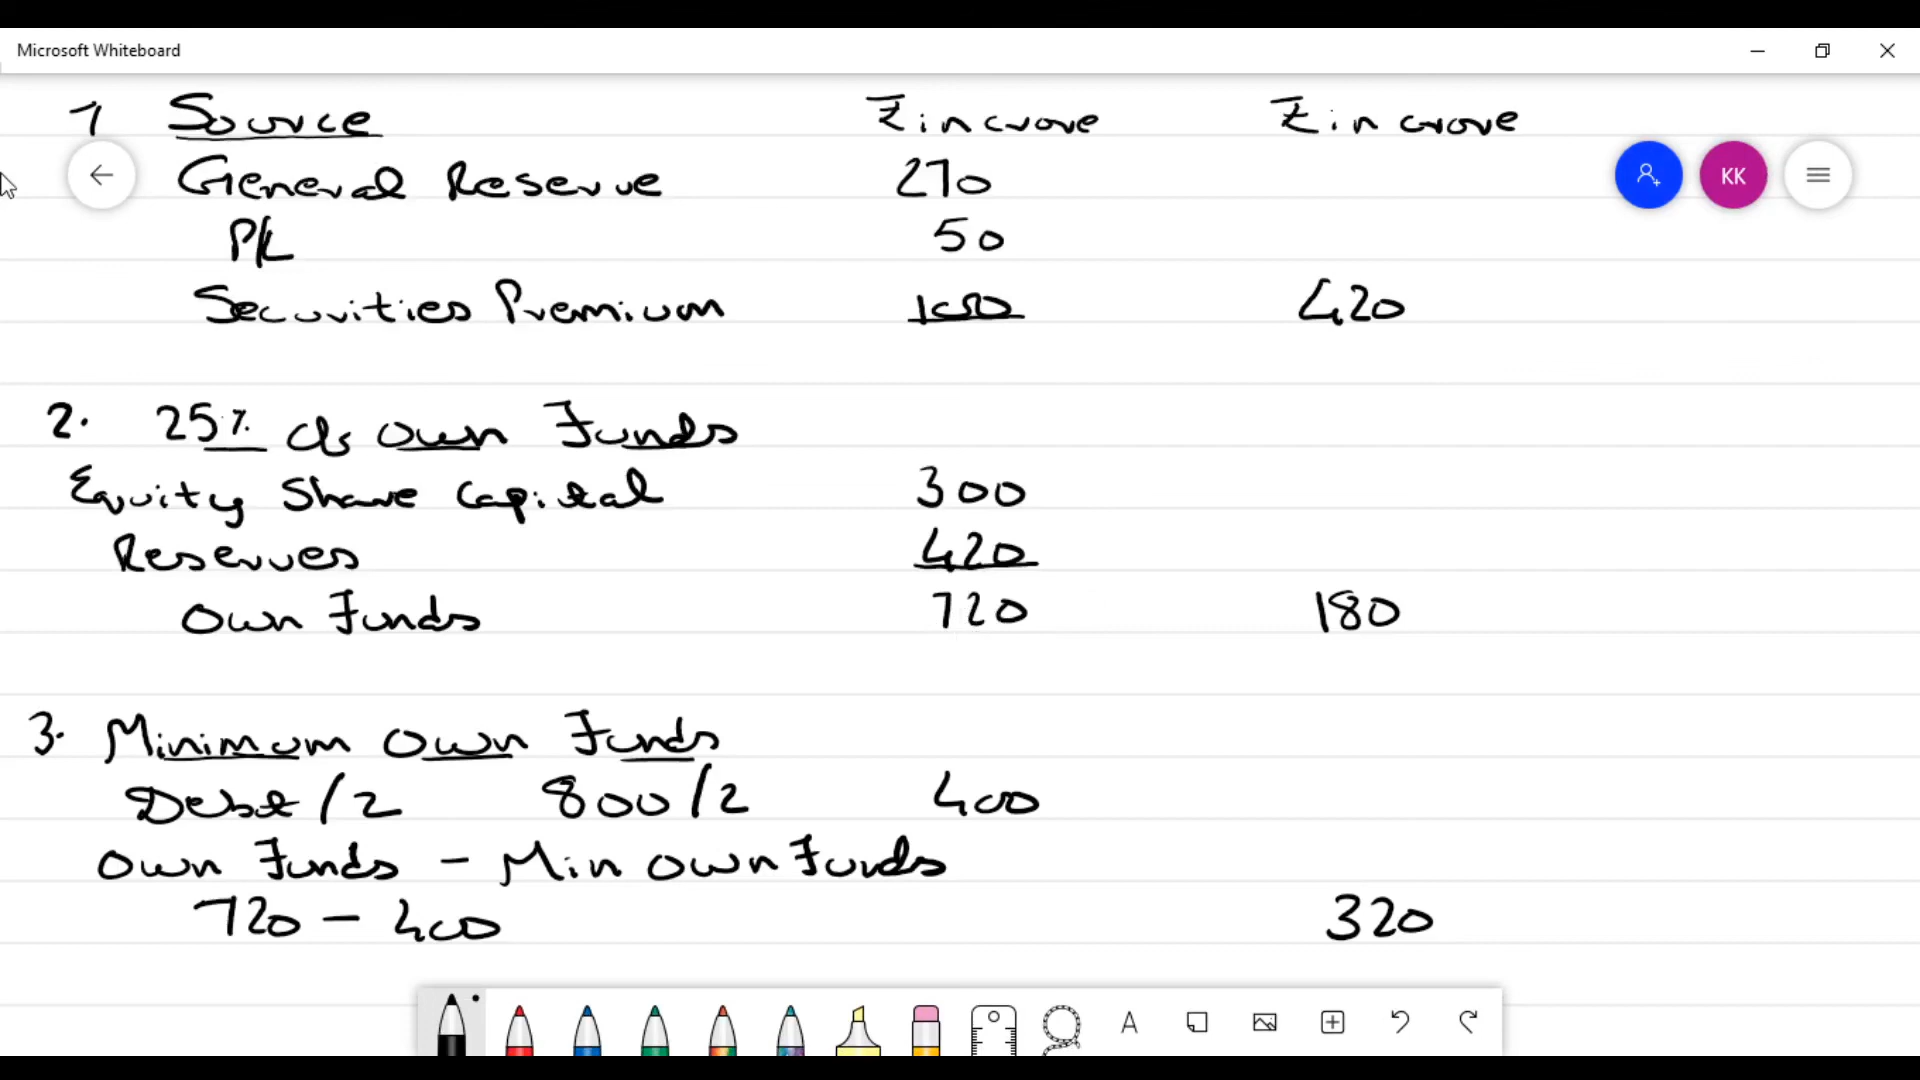 Microsoft Whiteboard
1 Source ₹ in crore ₹ in crore
General Reserve 270
KK
P/L 50
Securities Premium 100 420
2. 25% of Own Funds
Equity Share Capital 300
Reserves 420
Own Funds 720 180
3. Minimum Own Funds
Debt / 2 800 / 2 400
Own Funds - Min Own Funds
720 - 400 320
A